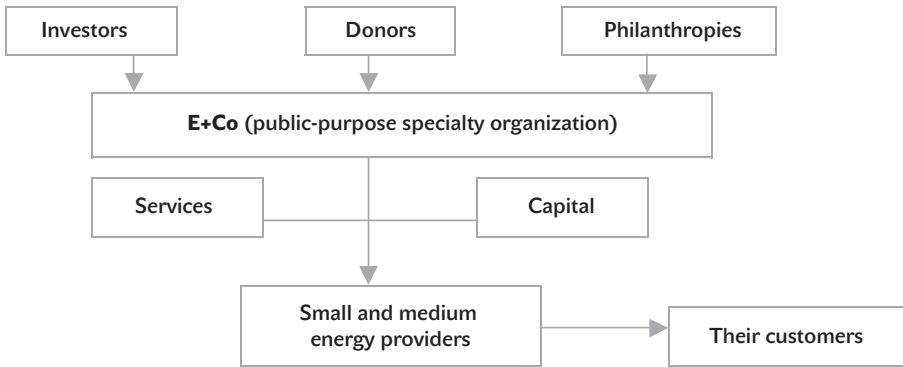 Investors
Donors
Philanthropies
E+Co (public-purpose specialty organization)
Services
Capital
Small and medium
energy providers
Their customers